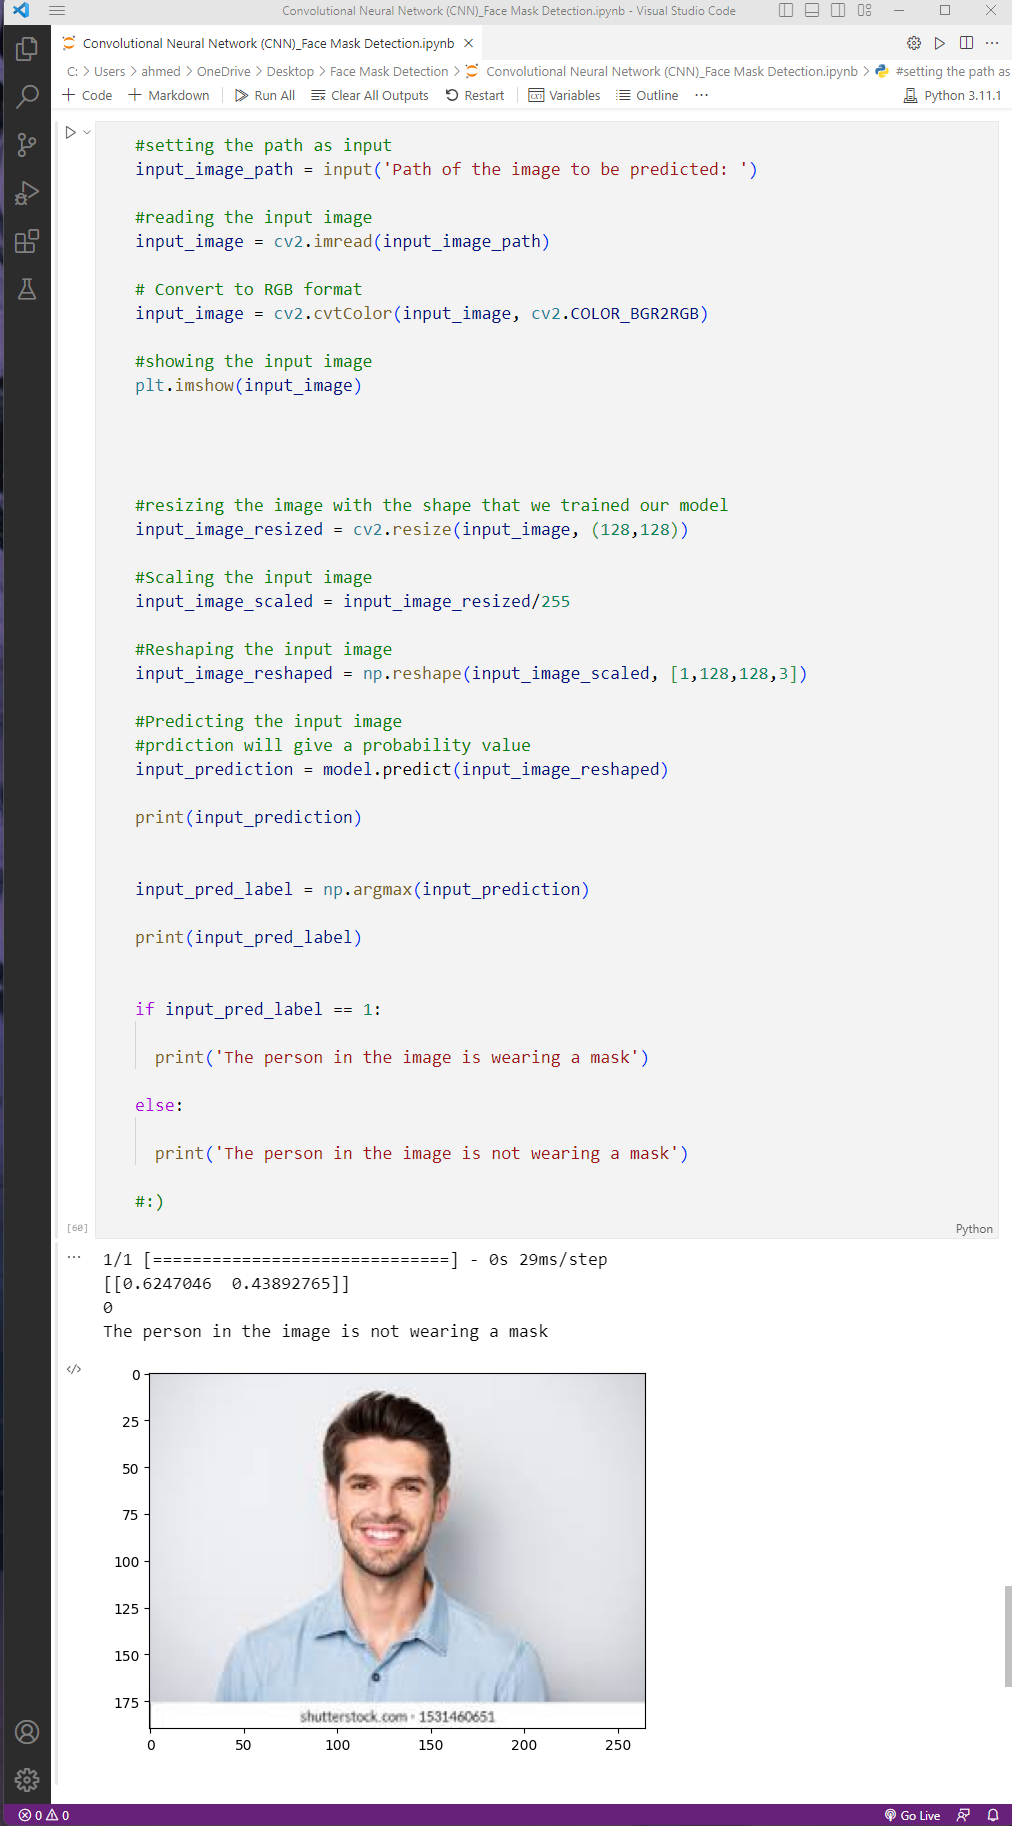 Convolutional Neural Network (CNN)_Face Mask Detection.ipynb - Visual Studio Code
Convolutional Neural Network (CNN)_Face Mask Detection.ipynb
C: > Users > ahmed > OneDrive > Desktop > Face Mask Detection > Convolutional Neural Network (CNN)_Face Mask Detection.ipynb > #setting the path as
+ Code + Markdown Run All Clear All Outputs Restart Variables Outline ··· Python 3.11.1
#setting the path as input
input_image_path = input('Path of the image to be predicted: ')
#reading the input image
input_image = cv2.imread(input_image_path)
# Convert to RGB format
input_image = cv2.cvtColor(input_image, cv2.COLOR_BGR2RGB)
#showing the input image
plt.imshow(input_image)
#resizing the image with the shape that we trained our model
input_image_resized = cv2.resize(input_image, (128,128))
#Scaling the input image
input_image_scaled = input_image_resized/255
#Reshaping the input image
input_image_reshaped = np.reshape(input_image_scaled, [1,128,128,3])
#Predicting the input image
#prdiction will give a probability value
input_prediction = model.predict(input_image_reshaped)
print(input_prediction)
input_pred_label = np.argmax(input_prediction)
print(input_pred_label)
if input_pred_label == 1:
print('The person in the image is wearing a mask')
else:
print('The person in the image is not wearing a mask')
#:)
[60] Python
1/1 [==============================] - 0s 29ms/step
[[0.6247046  0.43892765]]
0
The person in the image is not wearing a mask
0
25
50
75
100
125
150
175
shutterstock.com · 1531460651
0 50 100 150 200 250
0 0 Go Live